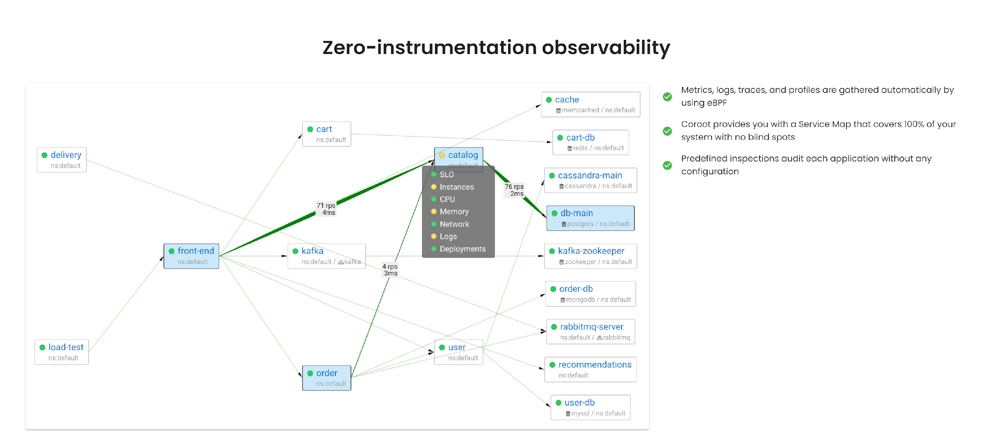 Zero-instrumentation observability
cache
memcached / ns:default
cart
ns:default
cart-db
redis / ns:default
delivery
ns:default
catalog
ns:default
SLO
Instances
CPU
Memory
Network
Logs
Deployments
cassandra-main
cassandra / ns:default
76 rps
2ms
71 rps
4ms
db-main
postgres / ns:default
front-end
ns:default
kafka
ns:default / kafka
kafka-zookeeper
zookeeper / ns:default
4 rps
3ms
order-db
mongodb / ns:default
rabbitmq-server
ns:default / rabbitmq
load-test
ns:default
user
ns:default
order
ns:default
recommendations
ns:default
user-db
mysql / ns:default
Metrics, logs, traces, and profiles are gathered automatically by
using eBPF
Coroot provides you with a Service Map that covers 100% of your
system with no blind spots
Predefined inspections audit each application without any
configuration